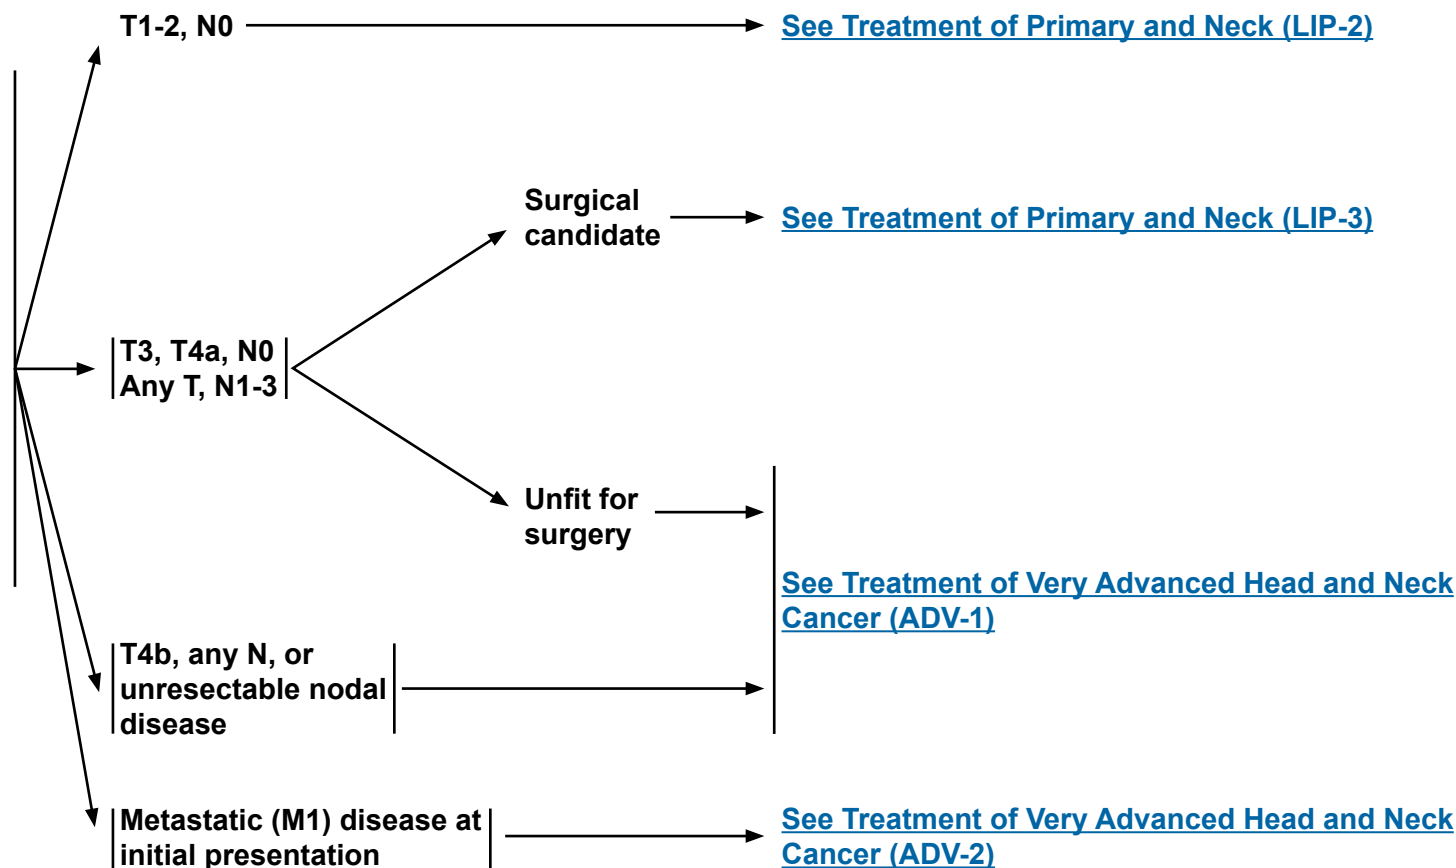 T1-2, N0
See Treatment of Primary and Neck (LIP-2)
Surgical
candidate
See Treatment of Primary and Neck (LIP-3)
T3, T4a, N0
Any T, N1-3
Unfit for
surgery
See Treatment of Very Advanced Head and Neck
Cancer (ADV-1)
T4b, any N, or
unresectable nodal
disease
Metastatic (M1) disease at
initial presentation
See Treatment of Very Advanced Head and Neck
Cancer (ADV-2)